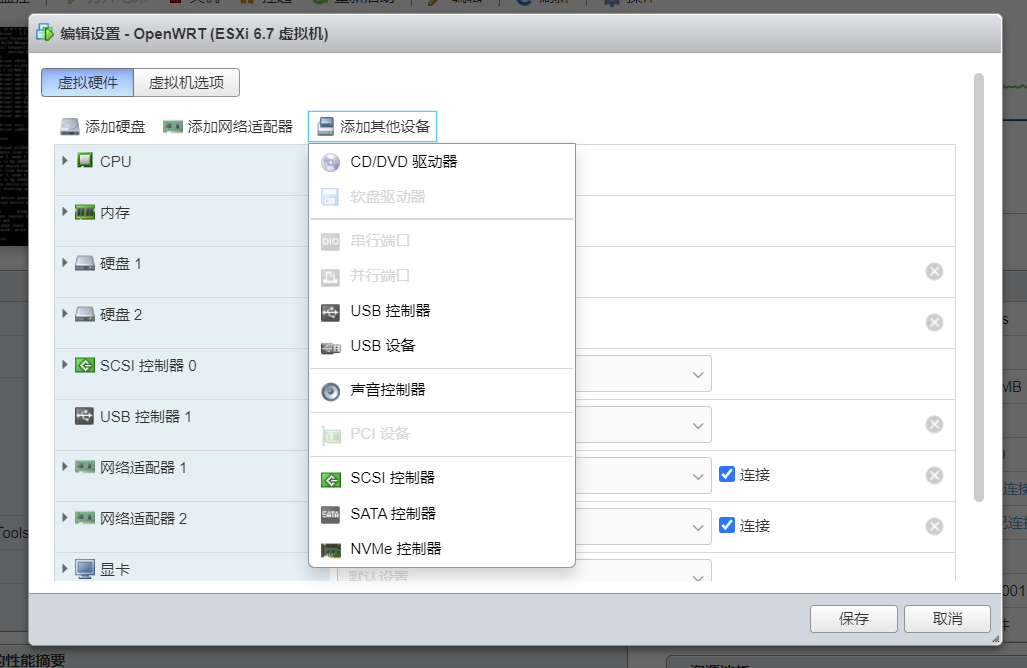 编辑设置 - OpenWRT (ESXi 6.7 虚拟机)
虚拟硬件 虚拟机选项
添加硬盘 添加网络适配器 添加其他设备
CPU
内存
硬盘 1
硬盘 2
SCSI 控制器 0
USB 控制器 1
网络适配器 1
连接
网络适配器 2
连接
显卡
默认设置
CD/DVD 驱动器
软盘驱动器
串行端口
并行端口
USB 控制器
USB 设备
声音控制器
PCI 设备
SCSI 控制器
SATA 控制器
NVMe 控制器
保存 取消
Tools
MB
连接
已连接
001
的性能摘要